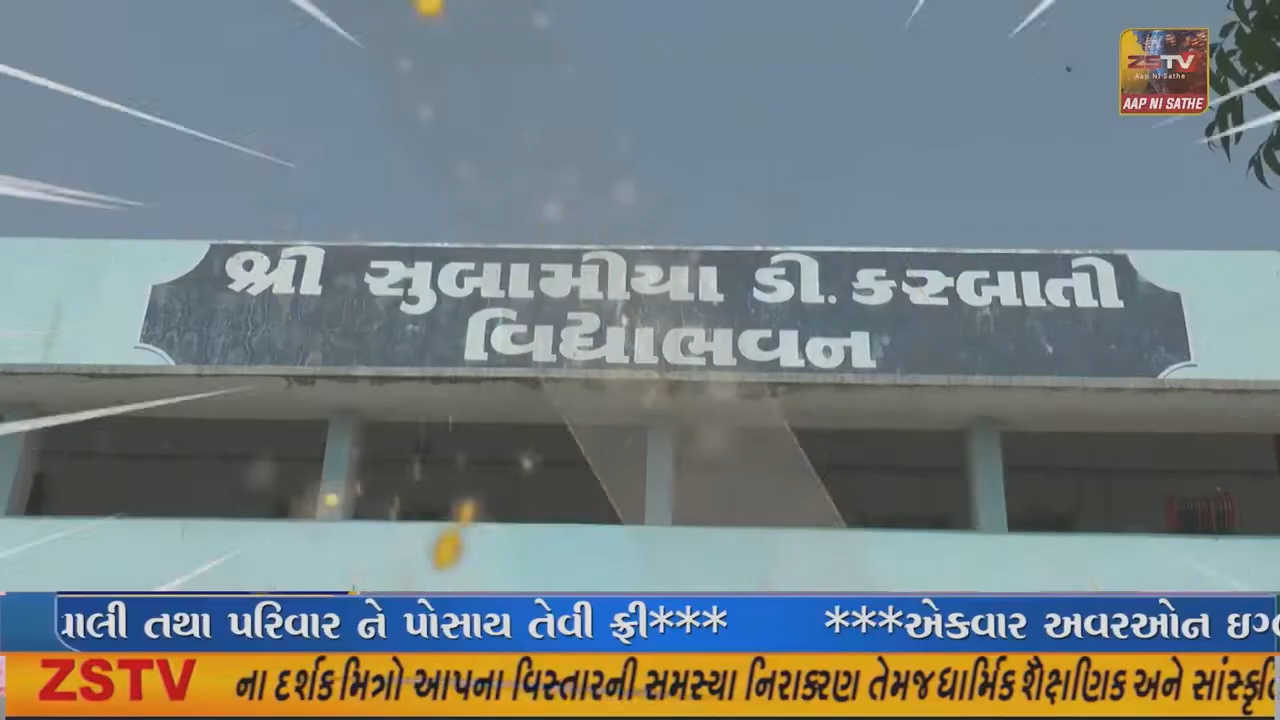 ZSTV
Aap Ni Sathe
AAP NI SATHE
શ્રી સુબામીયા ડી. કરબાતી
વિદ્યાભવન
તથા પરિવાર ને પોસાય તેવી ફ્રી*** ***એકવાર અવરઓન
ZSTV ના દર્શક મિત્રો આપના વિસ્તારની સમસ્યા નિરાકરણ તેમજ ધાર્મિક શૈક્ષણિક અને